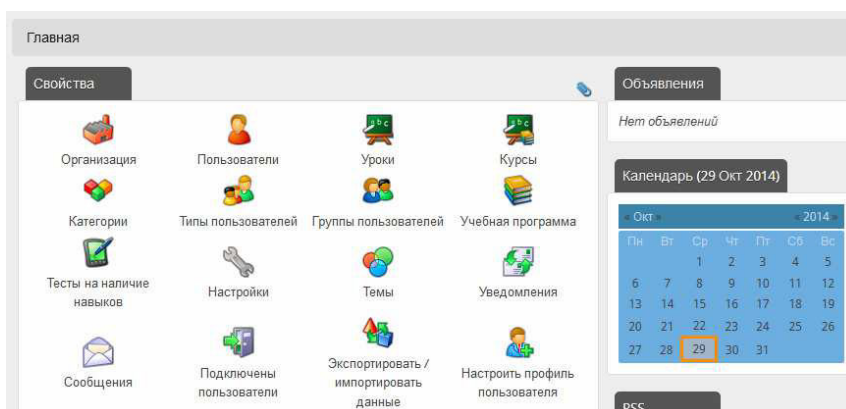 Главная
Свойства
Организация
Пользователи
Уроки
Курсы
Категории
Типы пользователей
Группы пользователей
Учебная программа
Тесты на наличие
навыков
Настройки
Темы
Уведомления
Сообщения
Подключены
пользователи
Экспортировать /
импортировать
данные
Настроить профиль
пользователя
Объявления
Нет объявлений
Календарь (29 Окт 2014)
« Окт » « 2014 »
Пн Вт Ср Чт Пт Сб Вс
1 2 3 4 5
6 7 8 9 10 11 12
13 14 15 16 17 18 19
20 21 22 23 24 25 26
27 28 29 30 31
RSS